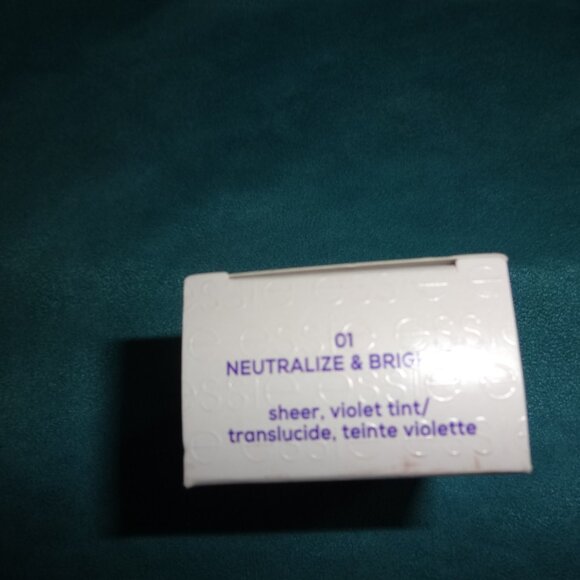 01
NEUTRALIZE & BRIG
sheer, violet tint/
translucide, teinte violette